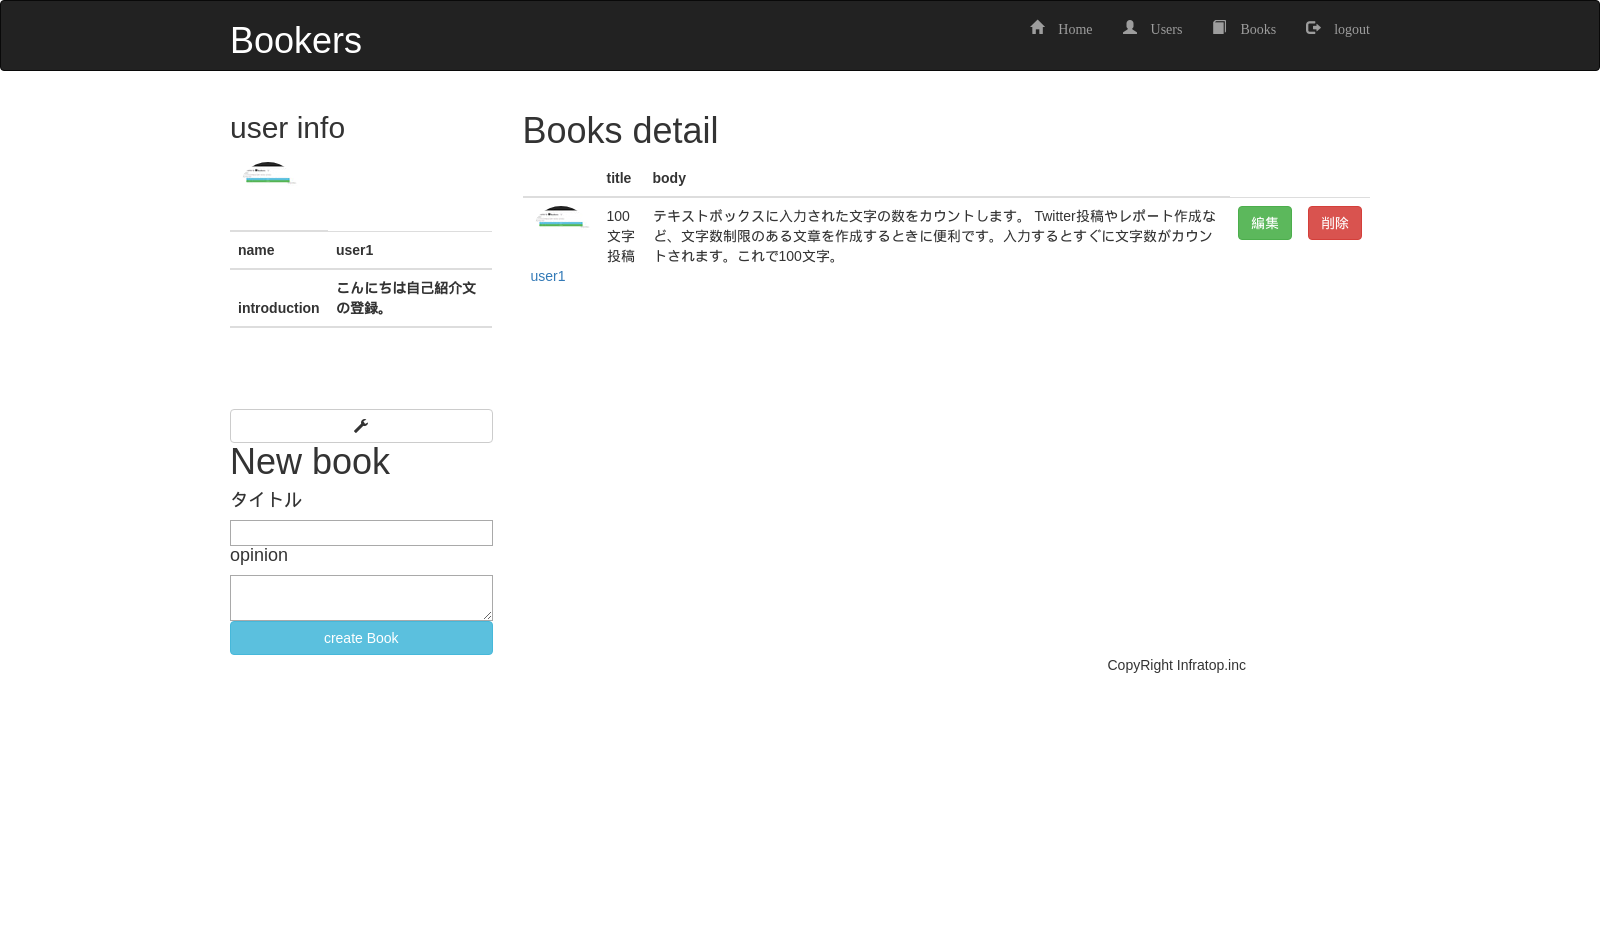 Bookers
Home Users Books logout
user info
name user1
introduction こんにちは自己紹介文
の登録。
New book
タイトル
opinion
create Book
Books detail
title body
100
文字
投稿
テキストボックスに入力された文字の数をカウントします。 Twitter投稿やレポート作成な
ど、文字数制限のある文章を作成するときに便利です。入力するとすぐに文字数がカウン
トされます。これで100文字。
編集 削除
user1
CopyRight Infratop.inc